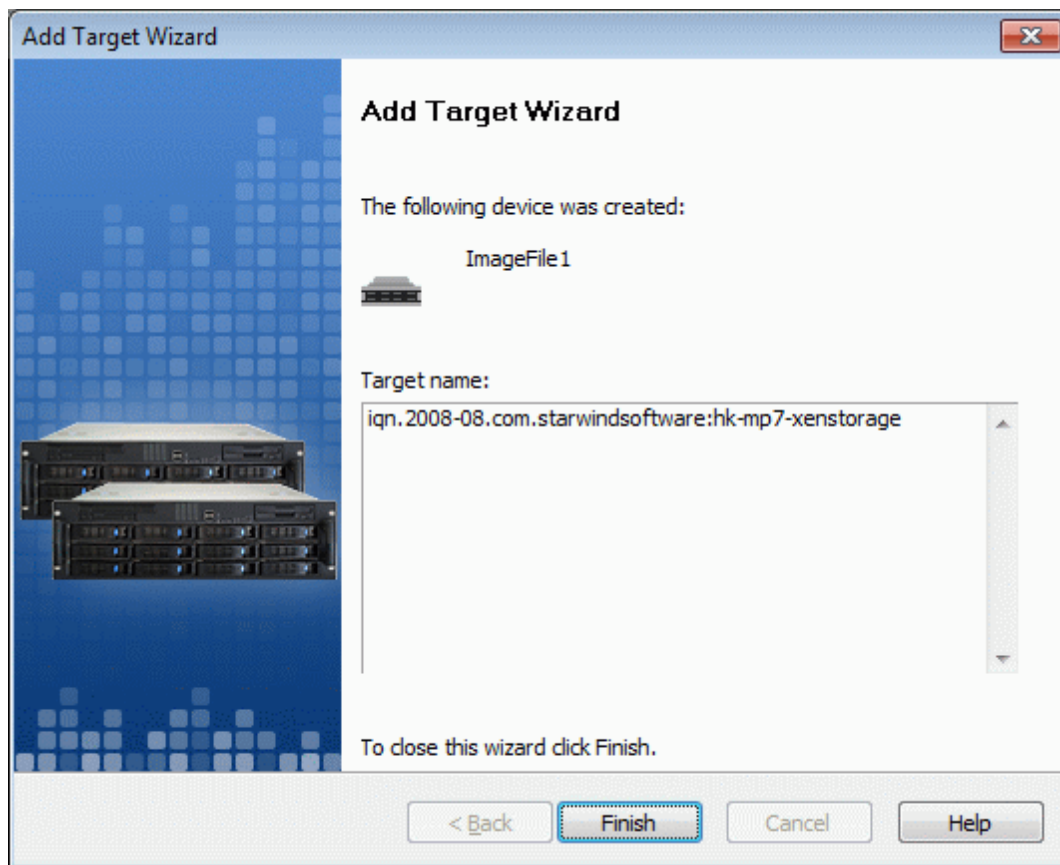 Add Target Wizard
Add Target Wizard
The following device was created:
ImageFile1
Target name:
iqn.2008-08.com.starwindsoftware:hk-mp7-xenstorage
To close this wizard click Finish.
< Back
Finish
Cancel
Help